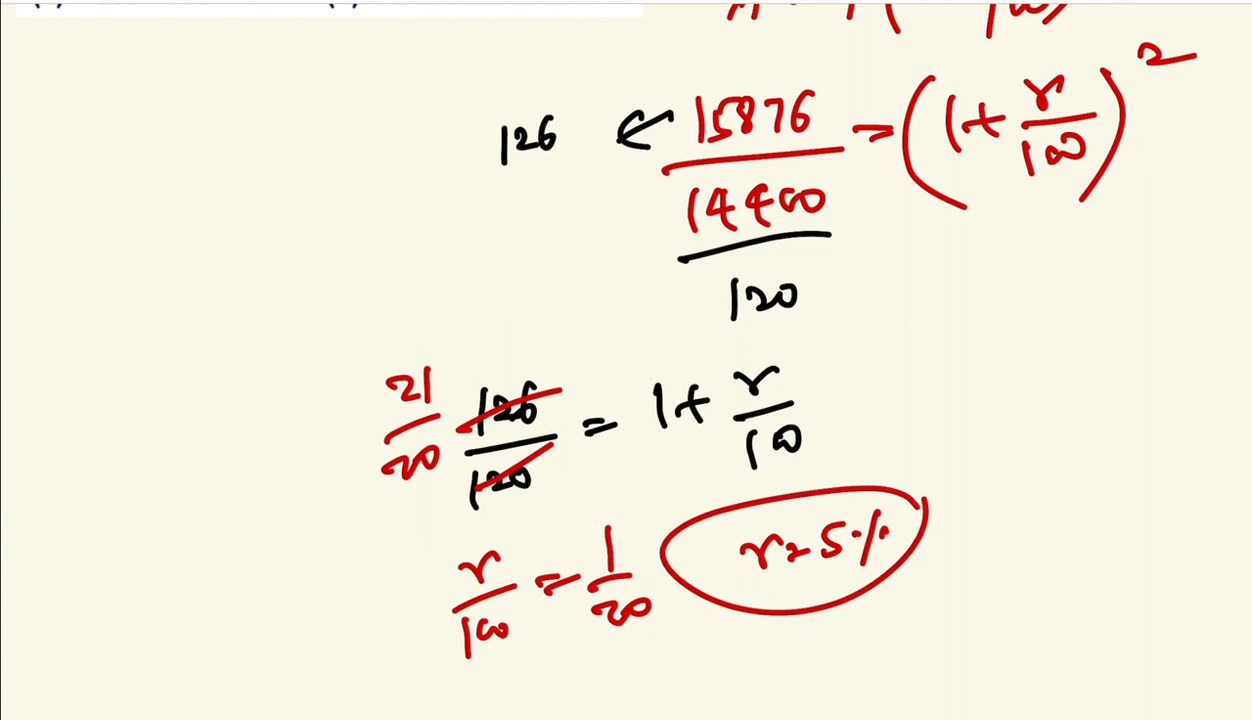 126 ← 15876/14400 = (1 + r/100)²
120
21/20 126/120 = 1 + r/100
r/100 = 1/20 r = 5%